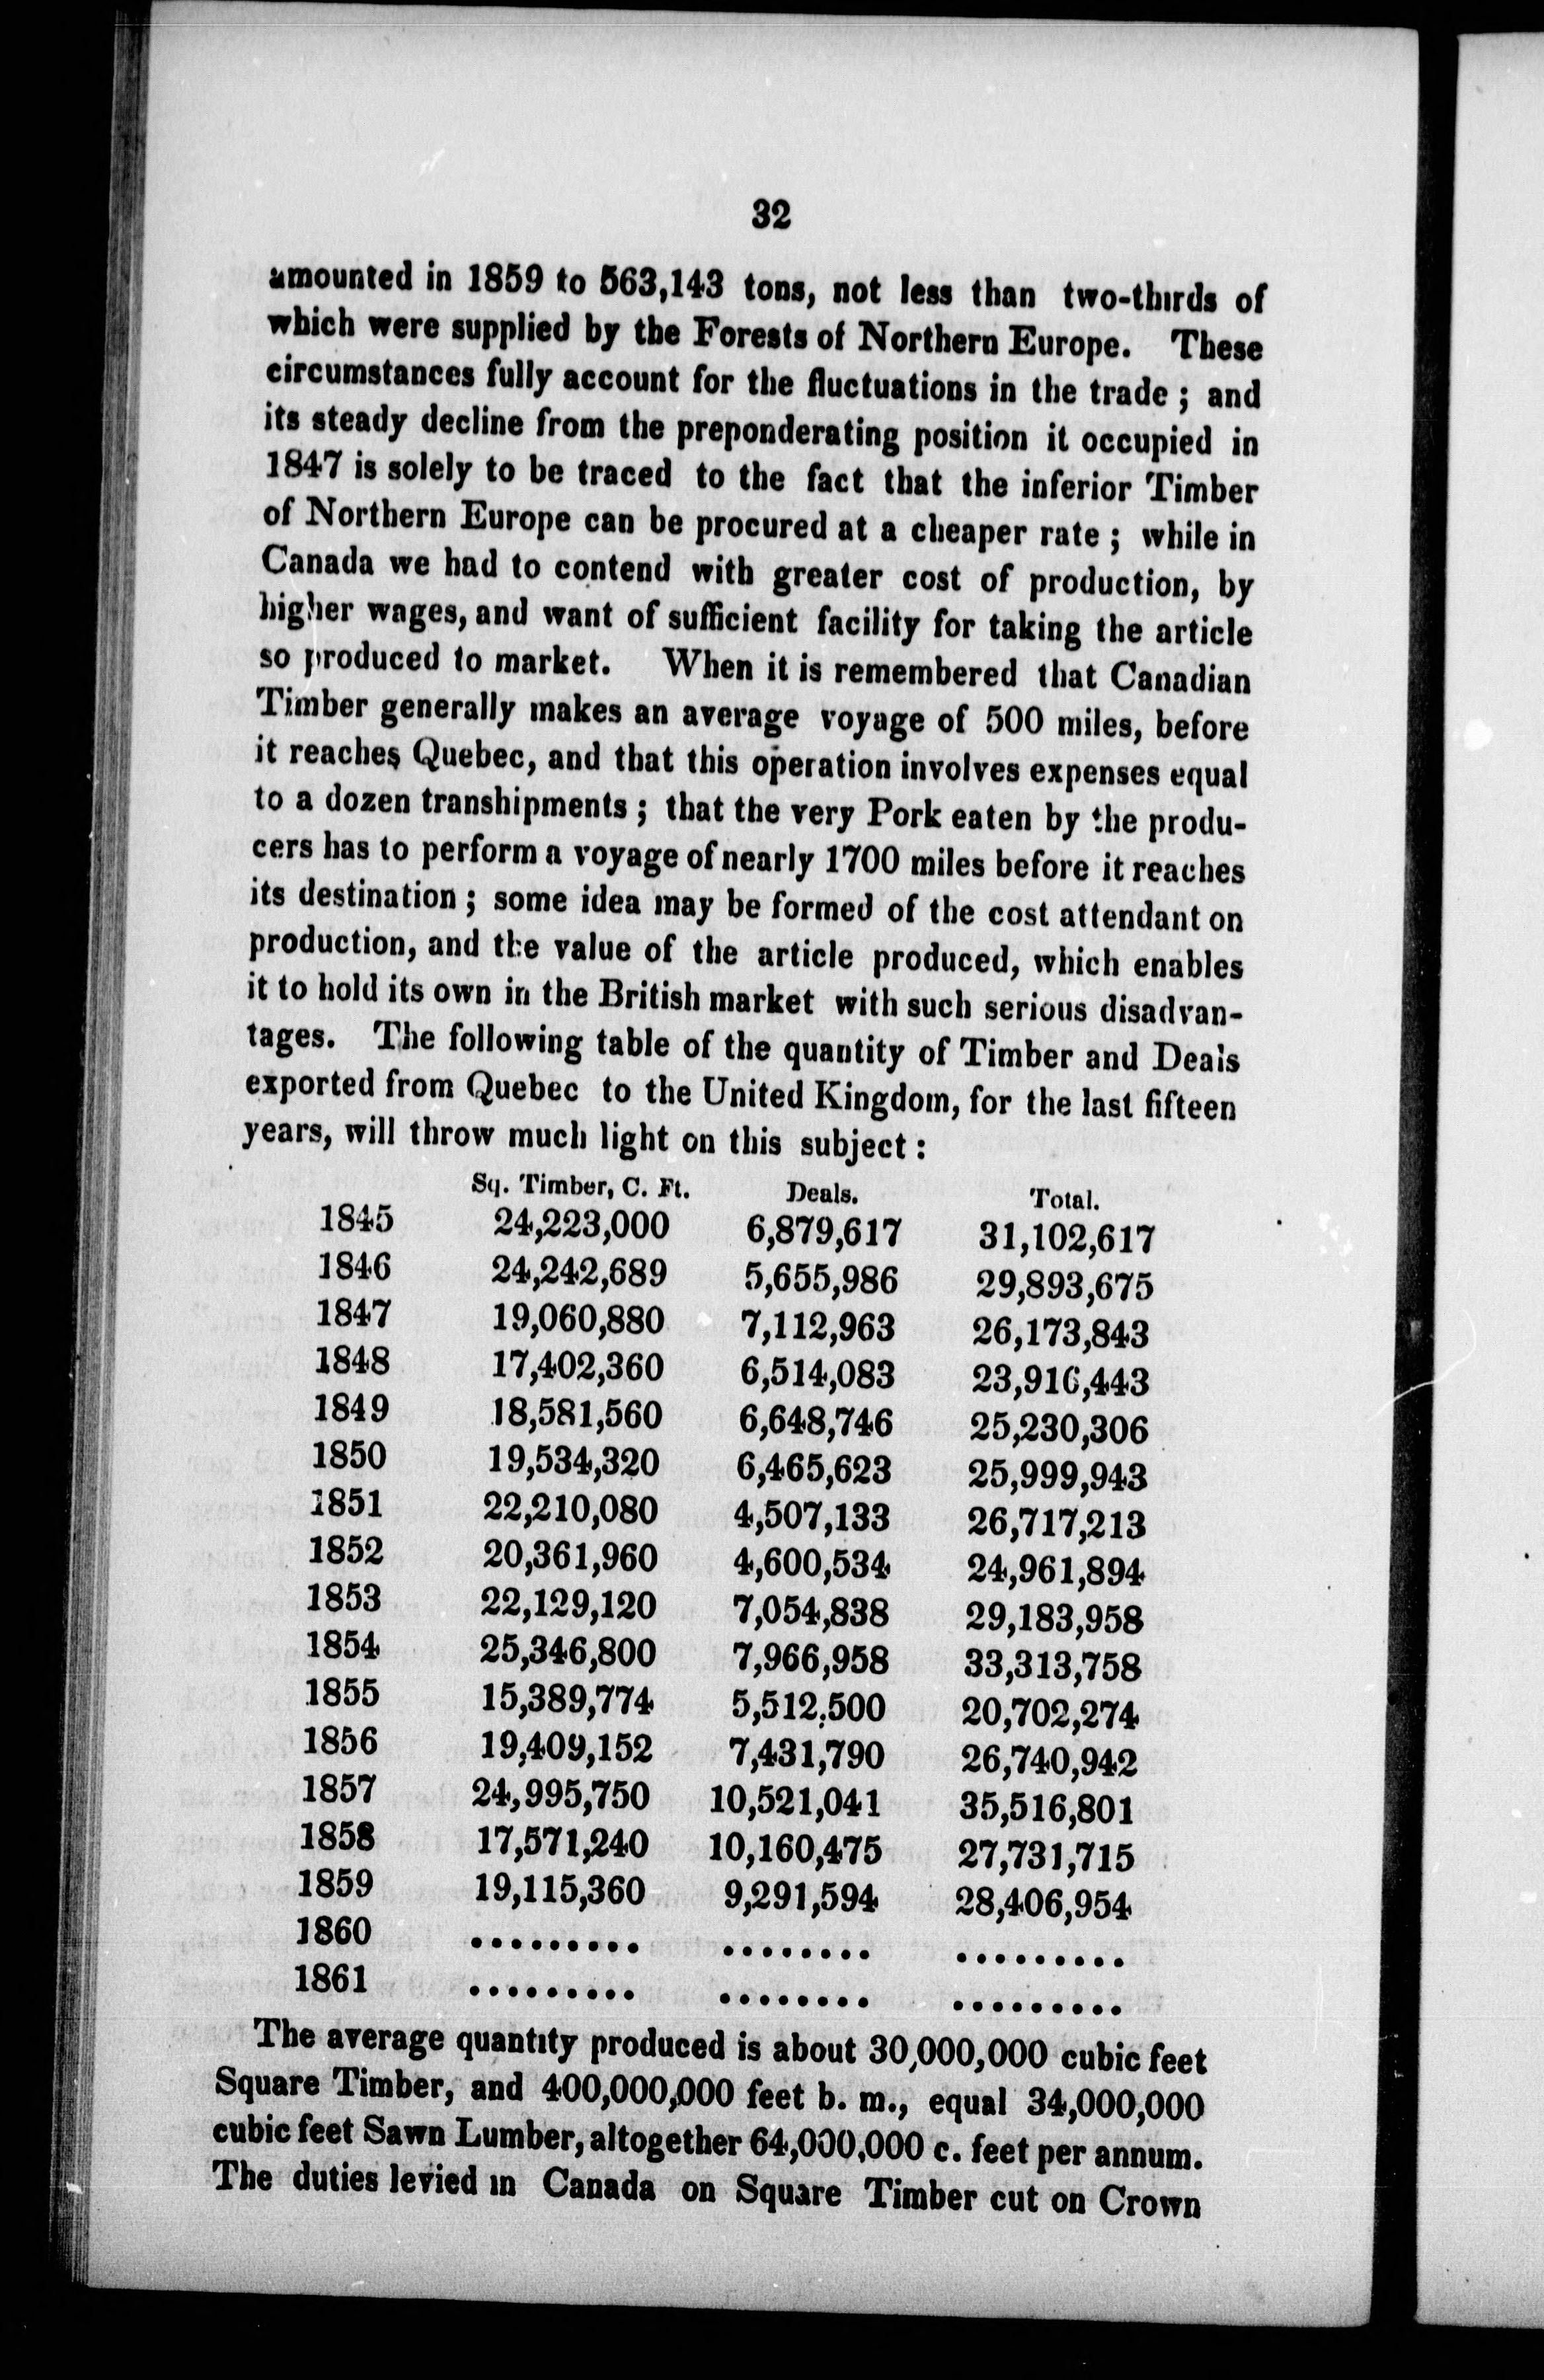 32
amounted in 1859 to 563,143 tons, not less than two-thirds of
which were supplied by the Forests of Northern Europe. These
circumstances fully account for the fluctuations in the trade ; and
its steady decline from the preponderating position it occupied in
1847 is solely to be traced to the fact that the inferior Timber
of Northern Europe can be procured at a cheaper rate ; while in
Canada we had to contend with greater cost of production, by
higher wages, and want of sufficient facility for taking the article
so produced to market. When it is remembered that Canadian
Timber generally makes an average voyage of 500 miles, before
it reaches Quebec, and that this operation involves expenses equal
to a dozen transhipments ; that the very Pork eaten by the produ-
cers has to perform a voyage of nearly 1700 miles before it reaches
its destination ; some idea may be formed of the cost attendant on
production, and the value of the article produced, which enables
it to hold its own in the British market with such serious disadvan-
tages. The following table of the quantity of Timber and Deals
exported from Quebec to the United Kingdom, for the last fifteen
years, will throw much light on this subject :
Sq. Timber, C. Ft. Deals. Total.
1845 24,223,000 6,879,617 31,102,617
1846 24,242,689 5,655,986 29,893,675
1847 19,060,880 7,112,963 26,173,843
1848 17,402,360 6,514,083 23,916,443
1849 18,581,560 6,648,746 25,230,306
1850 19,534,320 6,465,623 25,999,943
1851 22,210,080 4,507,133 26,717,213
1852 20,361,960 4,600,534 24,961,894
1853 22,129,120 7,054,838 29,183,958
1854 25,346,800 7,966,958 33,313,758
1855 15,389,774 5,512,500 20,702,274
1856 19,409,152 7,431,790 26,740,942
1857 24,995,750 10,521,041 35,516,801
1858 17,571,240 10,160,475 27,731,715
1859 19,115,360 9,291,594 28,406,954
1860 ......... ........ .........
1861 ......... ........ .........
The average quantity produced is about 30,000,000 cubic feet
Square Timber, and 400,000,000 feet b. m., equal 34,000,000
cubic feet Sawn Lumber, altogether 64,000,000 c. feet per annum.
The duties levied in Canada on Square Timber cut on Crown